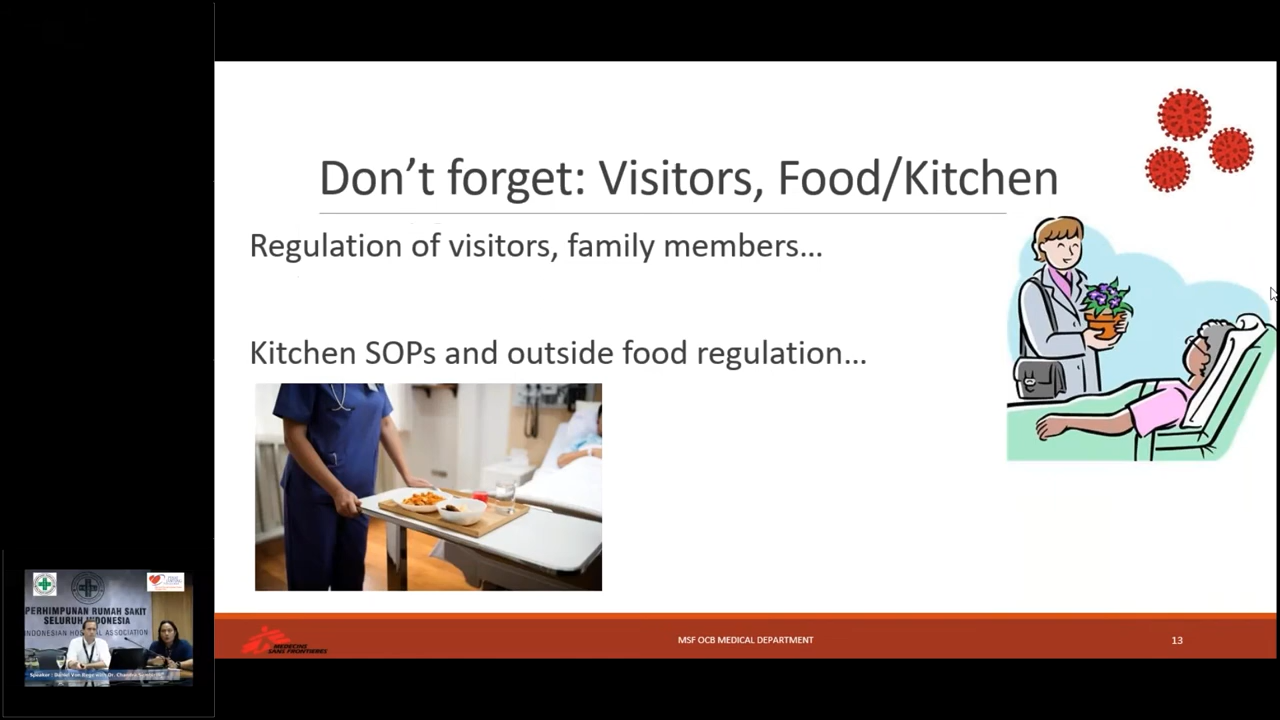 Don't forget: Visitors, Food/Kitchen
Regulation of visitors, family members...
Kitchen SOPs and outside food regulation...
MEDECINS
SANS FRONTIERES
MSF OCB MEDICAL DEPARTMENT
13
PERHIMPUNAN RUMAH SAKIT
SELURUH INDONESIA
INDONESIAN HOSPITAL ASSOCIATION
Speaker :